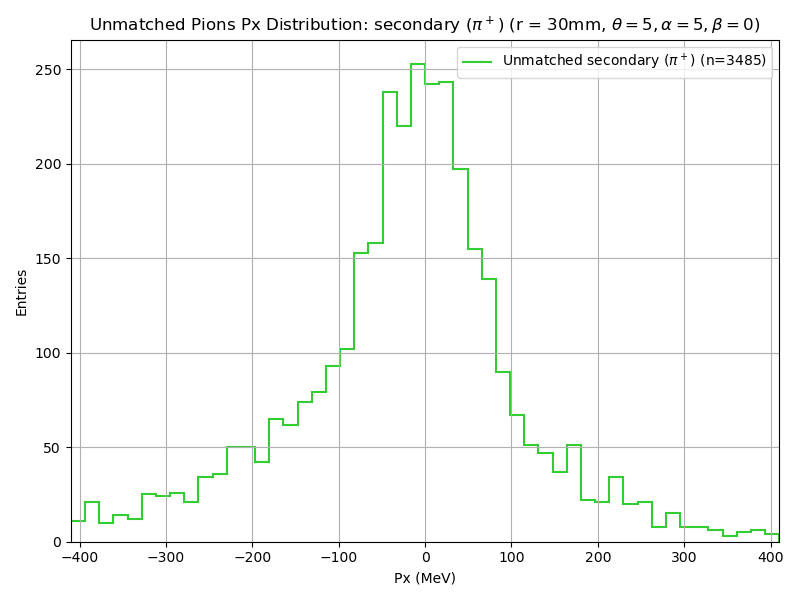 Unmatched Pions Px Distribution: secondary (π⁺) (r = 30mm, θ = 5, α = 5, β = 0)
Unmatched secondary (π⁺) (n=3485)
250
200
150
100
50
0
Entries
−400 −300 −200 −100 0 100 200 300 400
Px (MeV)